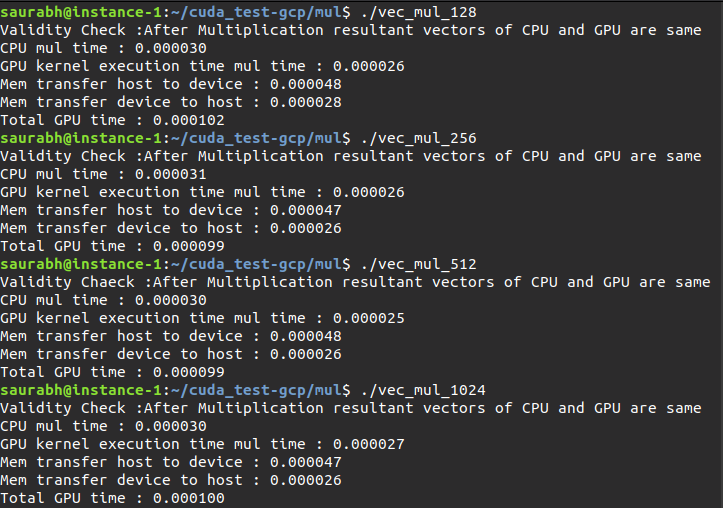 saurabh@instance-1:~/cuda_test-gcp/mul$ ./vec_mul_128
Validity Check :After Multiplication resultant vectors of CPU and GPU are same
CPU mul time : 0.000030
GPU kernel execution time mul time : 0.000026
Mem transfer host to device : 0.000048
Mem transfer device to host : 0.000028
Total GPU time : 0.000102
saurabh@instance-1:~/cuda_test-gcp/mul$ ./vec_mul_256
Validity Check :After Multiplication resultant vectors of CPU and GPU are same
CPU mul time : 0.000031
GPU kernel execution time mul time : 0.000026
Mem transfer host to device : 0.000047
Mem transfer device to host : 0.000026
Total GPU time : 0.000099
saurabh@instance-1:~/cuda_test-gcp/mul$ ./vec_mul_512
Validity Chaeck :After Multiplication resultant vectors of CPU and GPU are same
CPU mul time : 0.000030
GPU kernel execution time mul time : 0.000025
Mem transfer host to device : 0.000048
Mem transfer device to host : 0.000026
Total GPU time : 0.000099
saurabh@instance-1:~/cuda_test-gcp/mul$ ./vec_mul_1024
Validity Check :After Multiplication resultant vectors of CPU and GPU are same
CPU mul time : 0.000030
GPU kernel execution time mul time : 0.000027
Mem transfer host to device : 0.000047
Mem transfer device to host : 0.000026
Total GPU time : 0.000100